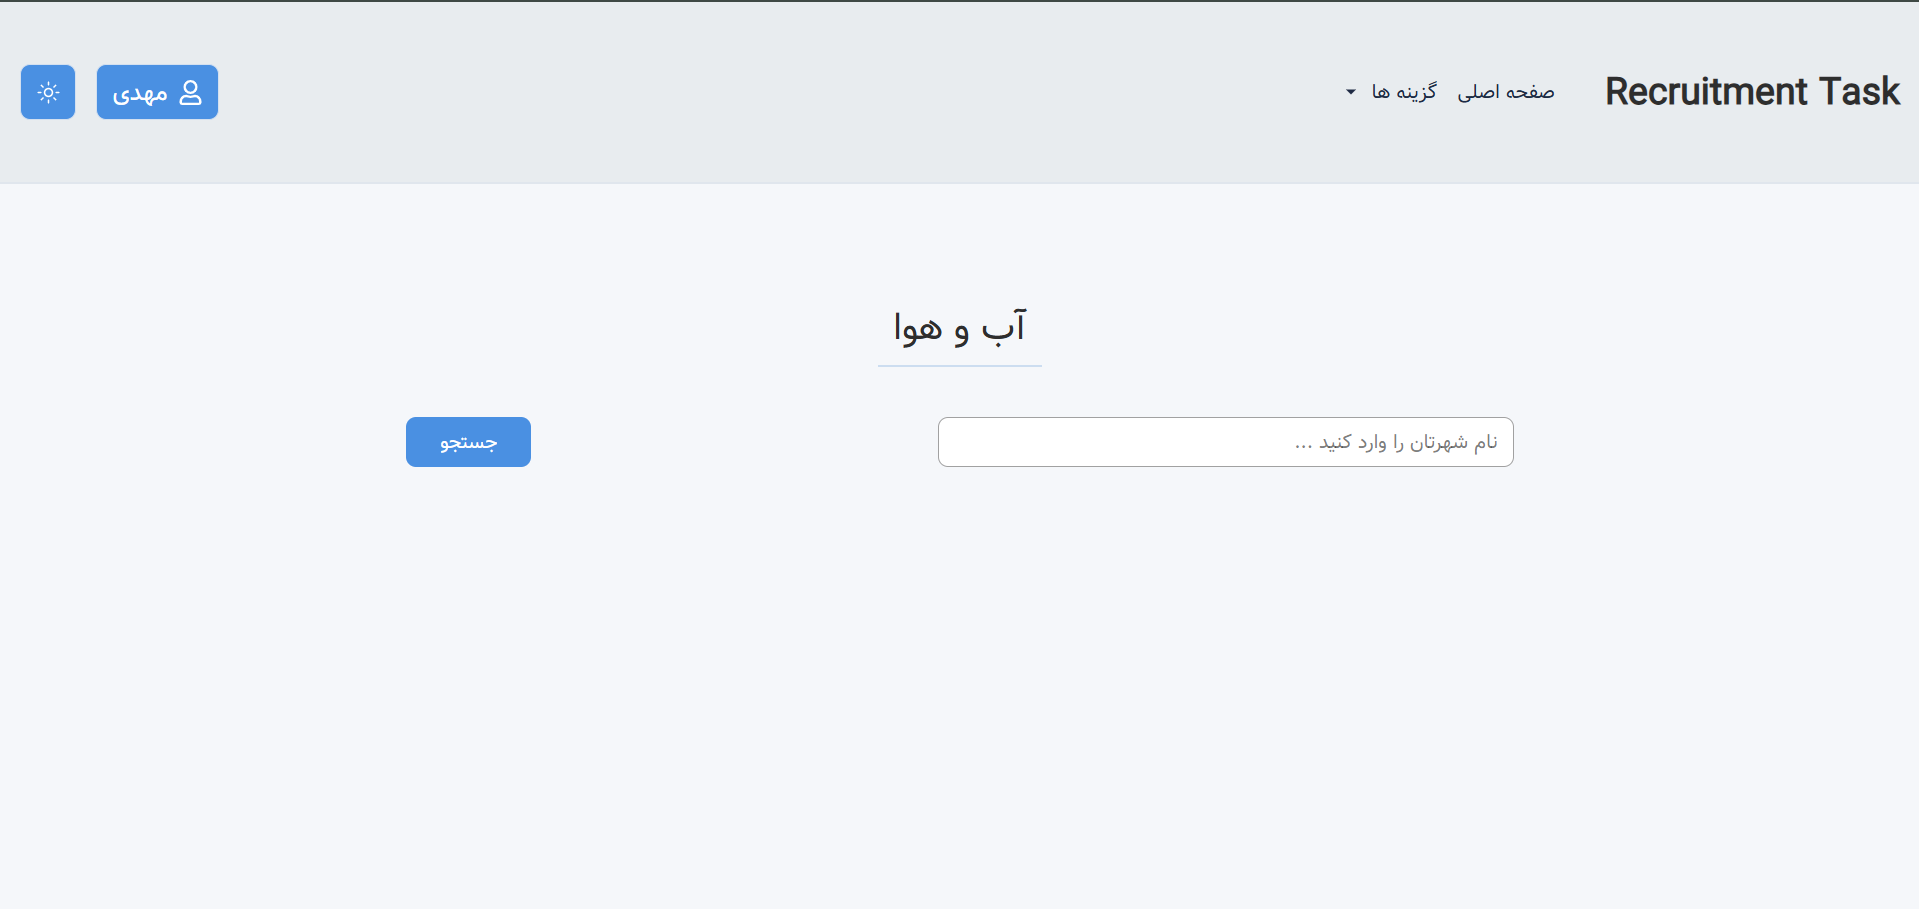 Recruitment Task
صفحه اصلی
گزینه ها
مهدی
آب و هوا
نام شهرتان را وارد کنید ...
جستجو